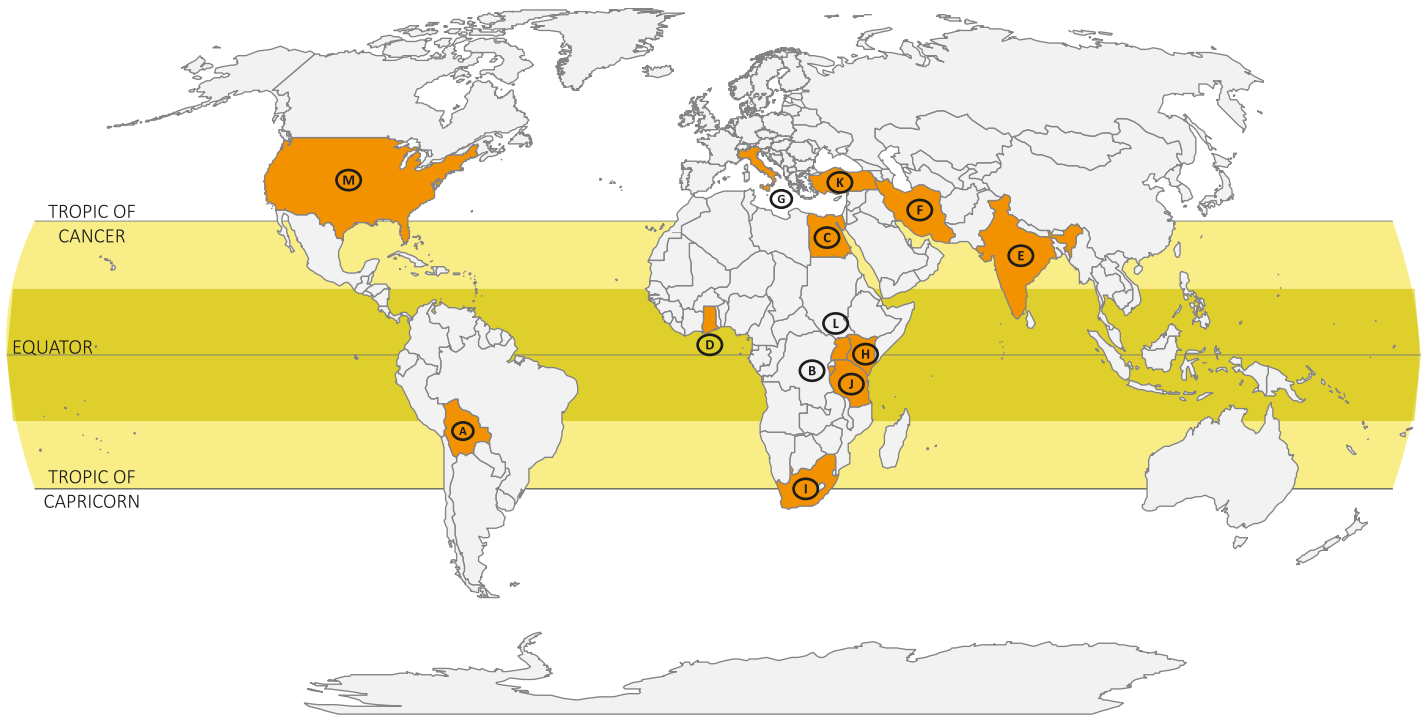 M
K
G
F
TROPIC OF
CANCER
C
E
L
D
EQUATOR
H
B
J
A
TROPIC OF
CAPRICORN
I